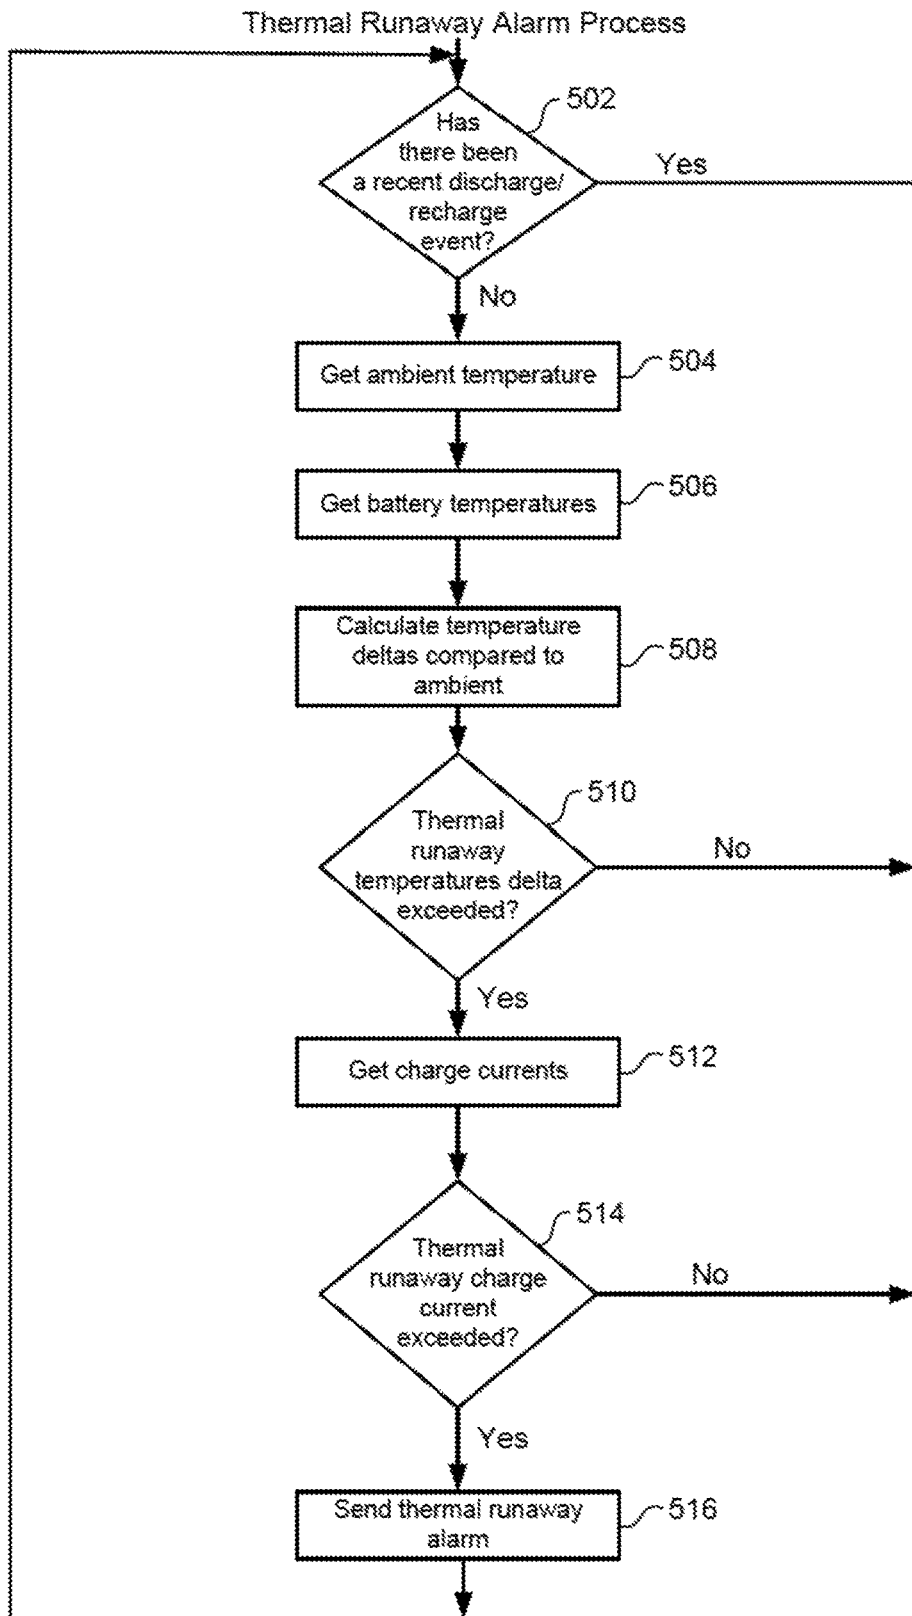 Thermal Runaway Alarm Process
502
Has
there been
a recent discharge/
recharge
event?
Yes
No
Get ambient temperature
504
Get battery temperatures
506
Calculate temperature
deltas compared to
ambient
508
510
Thermal
runaway
temperatures delta
exceeded?
No
Yes
Get charge currents
512
514
Thermal
runaway charge
current
exceeded?
No
Yes
Send thermal runaway
alarm
516